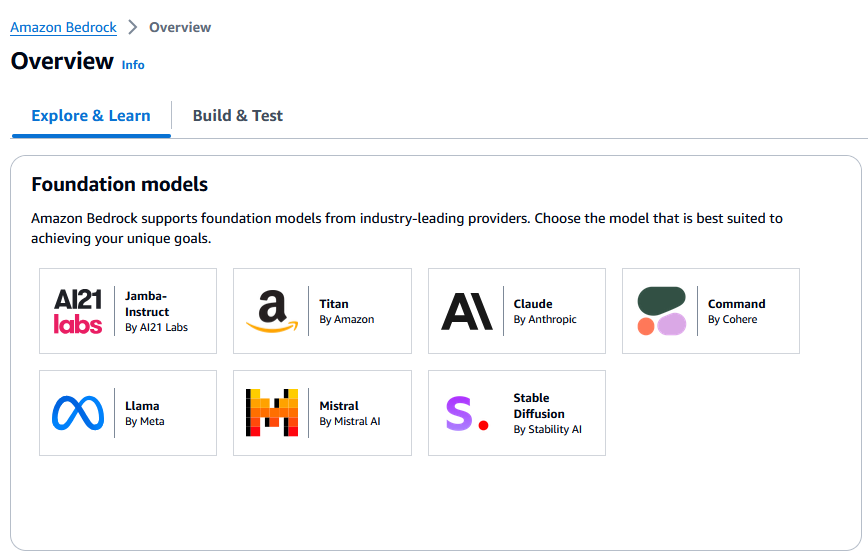 Amazon Bedrock > Overview
Overview Info
Explore & Learn
Build & Test
Foundation models
Amazon Bedrock supports foundation models from industry-leading providers. Choose the model that is best suited to
achieving your unique goals.
AI21
labs
Jamba-
Instruct
By AI21 Labs
a
Titan
By Amazon
A\
Claude
By Anthropic
Command
By Cohere
Llama
By Meta
Mistral
By Mistral AI
S.
Stable
Diffusion
By Stability AI